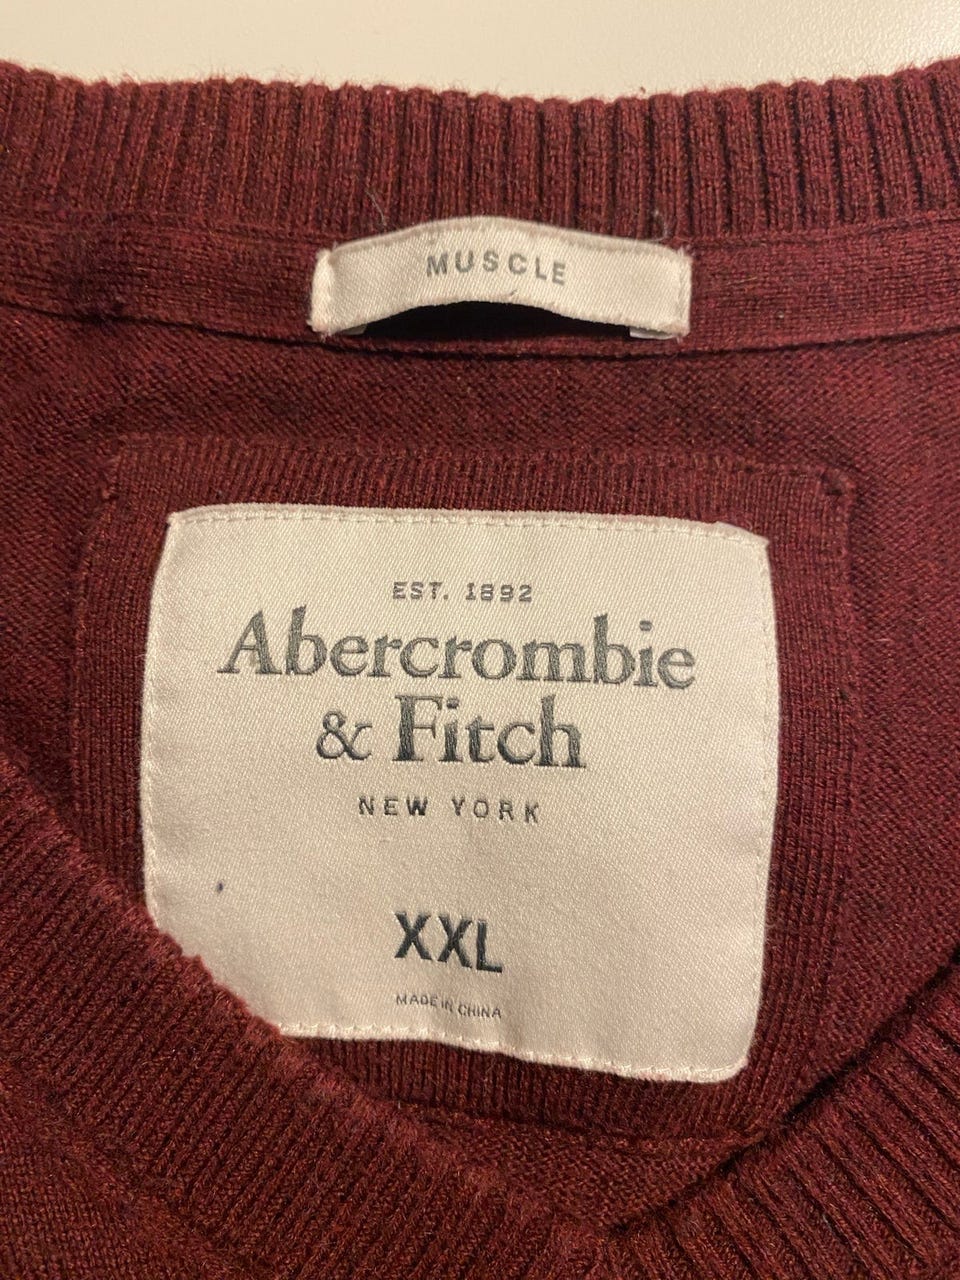 MUSCLE
EST. 1892
Abercrombie
& Fitch
NEW YORK
XXL
MADE IN CHINA